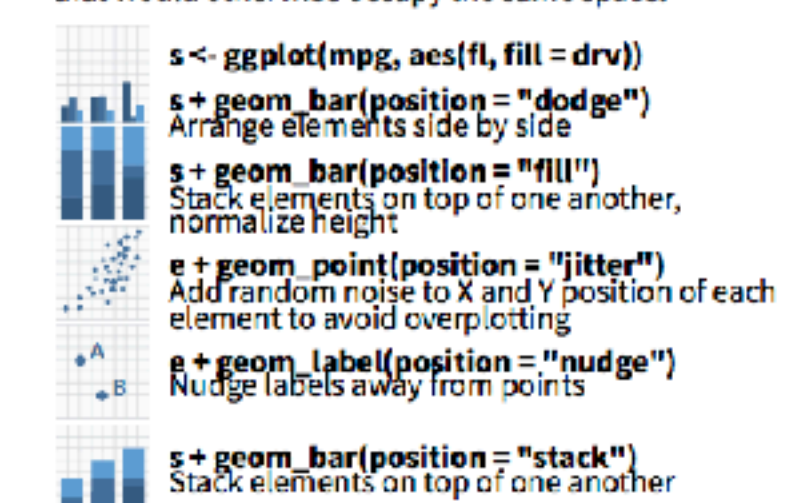 s <- ggplot(mpg, aes(fl, fill = drv))
s + geom_bar(position = "dodge")
Arrange elements side by side
s + geom_bar(position = "fill")
Stack elements on top of one another,
normalize height
e + geom_point(position = "jitter")
Add random noise to X and Y position of each
element to avoid overplotting
A
e + geom_label(position = "nudge")
B
Nudge labels away from points
s + geom_bar(position = "stack")
Stack elements on top of one another